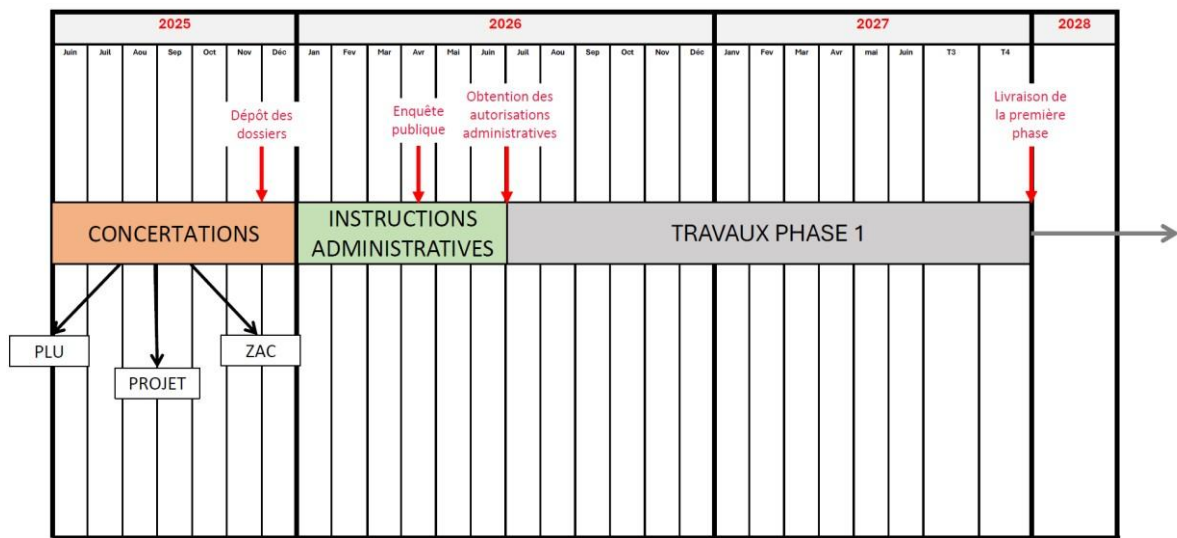 2025 2026 2027 2028
Juin Juil Aou Sep Oct Nov Déc Jan Fev Mar Avr Mai Juin Juil Aou Sep Oct Nov Déc Janv Fev Mar Avr mai Juin T3 T4
Dépôt des
dossiers
Enquête
publique
Obtention des
autorisations
administratives
Livraison de
la première
phase
CONCERTATIONS
INSTRUCTIONS
ADMINISTRATIVES
TRAVAUX PHASE 1
PLU
PROJET
ZAC